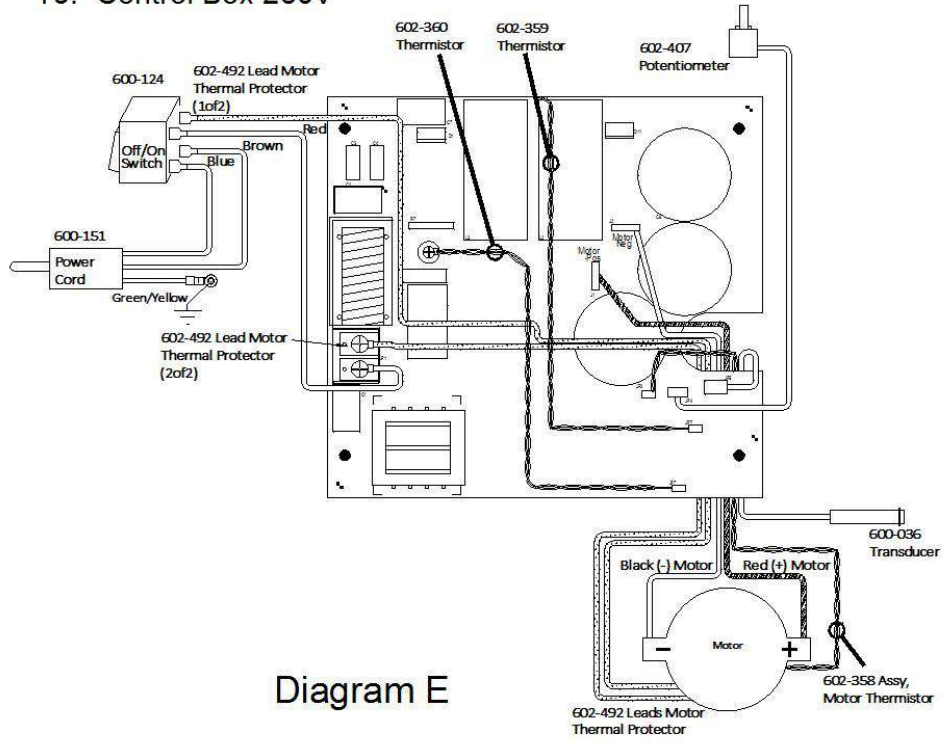 602-360
Thermistor
602-359
Thermistor
602-407
Potentiometer
600-124
602-492 Lead Motor
Thermal Protector
(1of2)
Red
Off/On
Switch
Brown
Blue
600-151
Power
Cord
Green/Yellow
Motor
Neg
Motor
Pos
602-492 Lead Motor
Thermal Protector
(2of2)
600-036
Transducer
Black (-) Motor
Red (+) Motor
Motor
−
+
602-358 Assy,
Motor Thermistor
602-492 Leads Motor
Thermal Protector
Diagram E